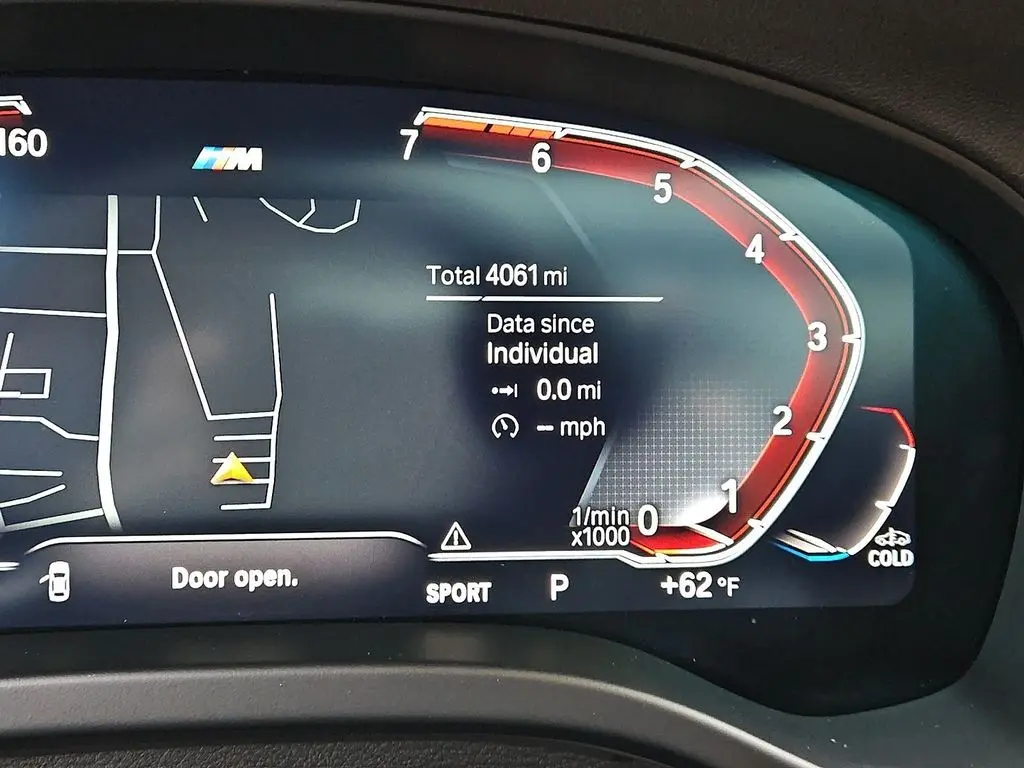 160
M
7
6
5
4
3
2
1
0
Total 4061 mi
Data since
Individual
0.0 mi
– mph
1/min
x1000
COLD
Door open.
SPORT
P
+62 °F